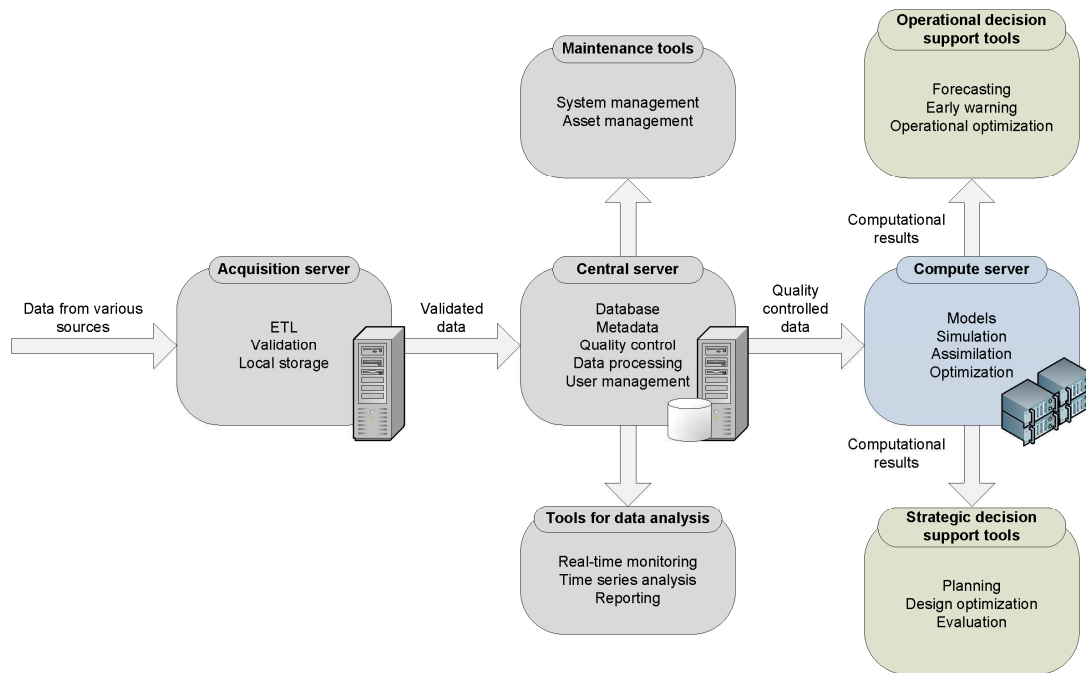 Operational decision
support tools
Forecasting
Early warning
Operational optimization
Maintenance tools
System management
Asset management
Computational
results
Data from various
sources
Acquisition server
ETL
Validation
Local storage
Validated
data
Central server
Database
Metadata
Quality control
Data processing
User management
Quality
controlled
data
Compute server
Models
Simulation
Assimilation
Optimization
Computational
results
Tools for data analysis
Real-time monitoring
Time series analysis
Reporting
Strategic decision
support tools
Planning
Design optimization
Evaluation